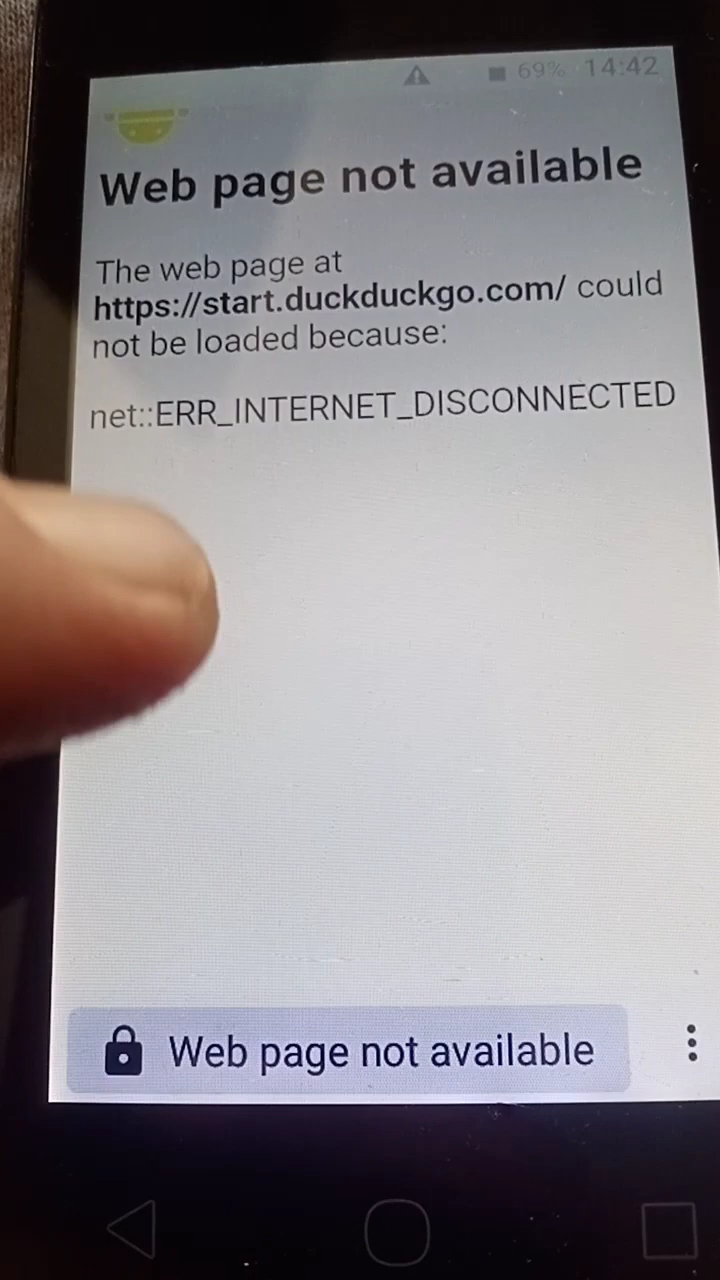 69% 14:42
Web page not available
The web page at
https://start.duckduckgo.com/ could
not be loaded because:
net::ERR_INTERNET_DISCONNECTED
Web page not available